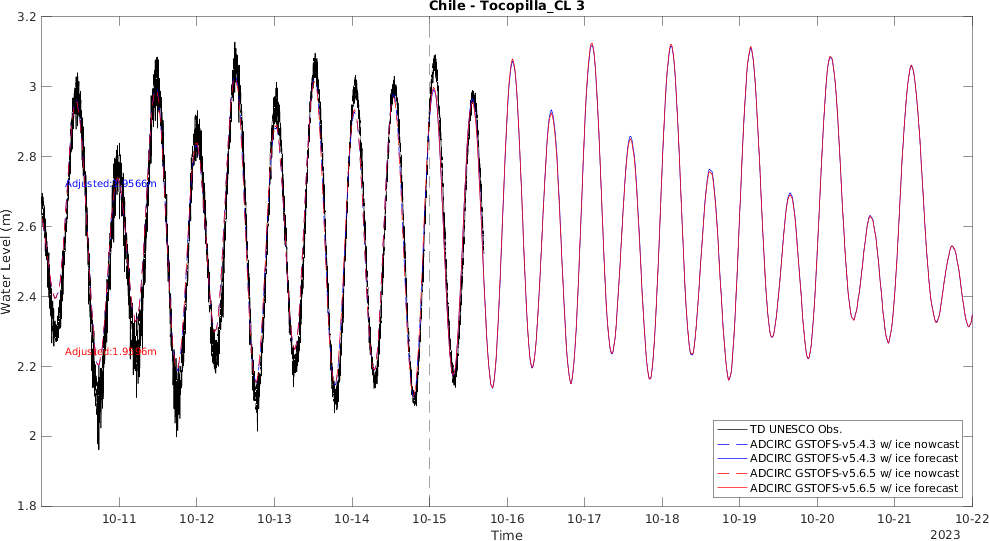 Chile - Tocopilla_CL 3
Water Level (m)
3.2
3
2.8
2.6
2.4
2.2
2
1.8
TD UNESCO Obs.
ADCIRC GSTOFS-v5.4.3 w/ ice nowcast
ADCIRC GSTOFS-v5.4.3 w/ ice forecast
ADCIRC GSTOFS-v5.6.5 w/ ice nowcast
ADCIRC GSTOFS-v5.6.5 w/ ice forecast
10-11 10-12 10-13 10-14 10-15 10-16 10-17 10-18 10-19 10-20 10-21 10-22
Time
2023